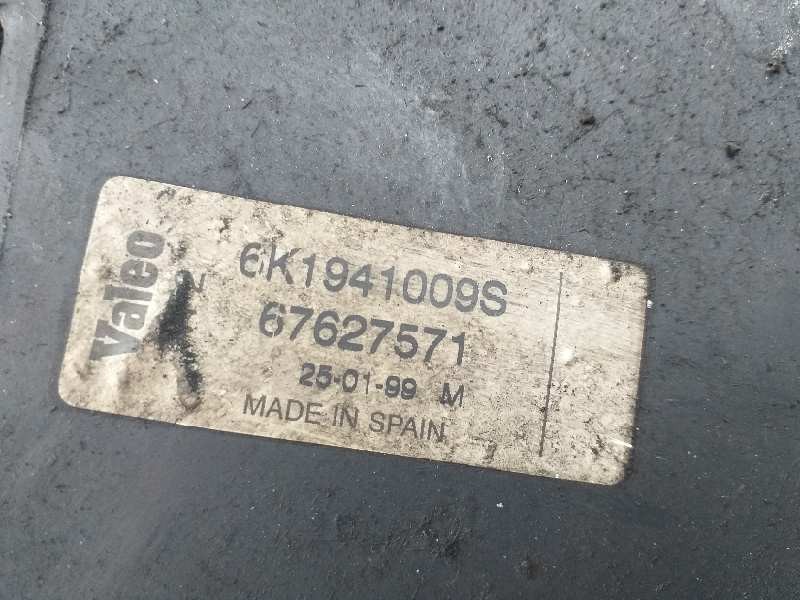 Valeo
6K1941009S
67627571
25-01-99 M
MADE IN SPAIN